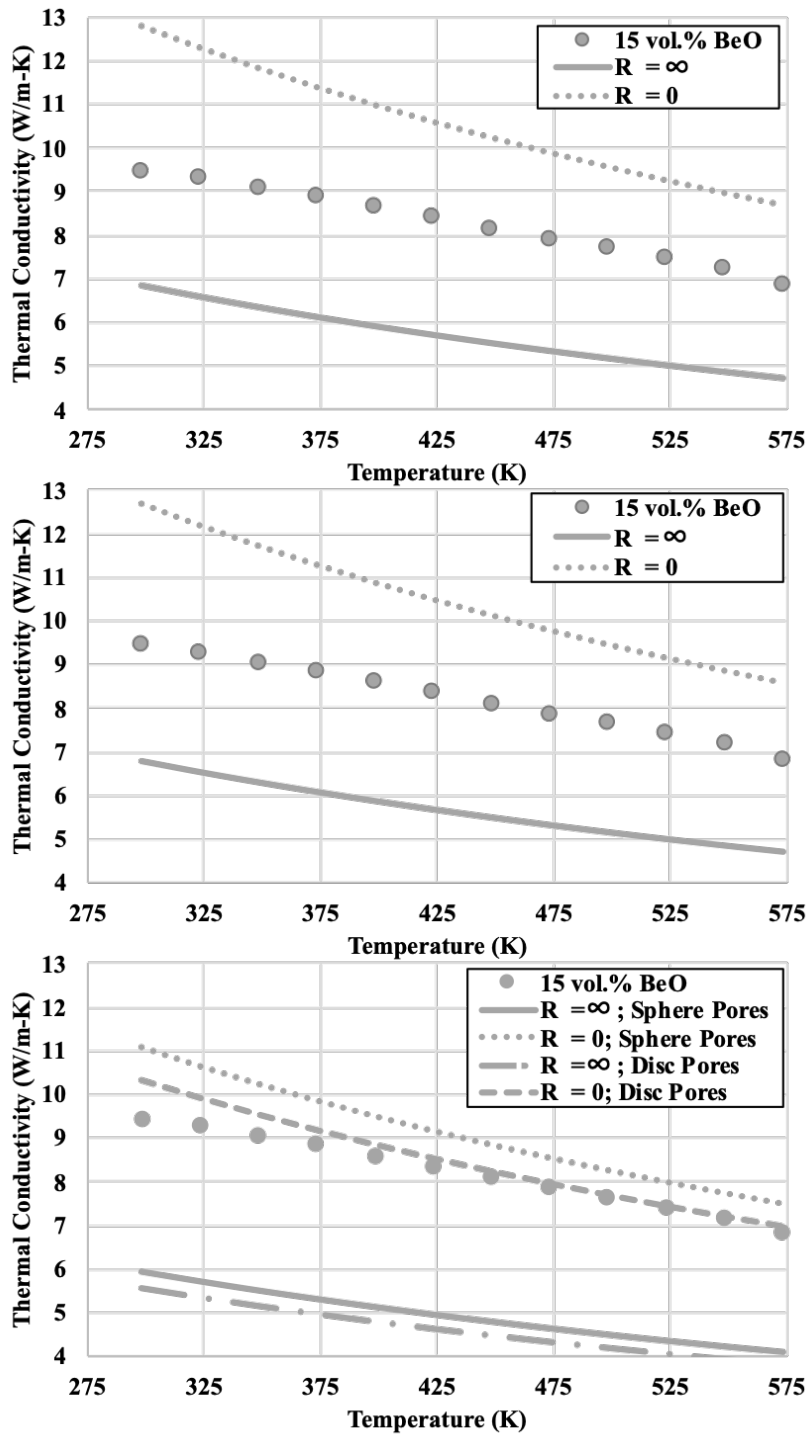 13
12
11
10
9
8
7
6
5
4
Thermal Conductivity (W/m-K)
15 vol.% BeO
R = ∞
R = 0
275 325 375 425 475 525 575
Temperature (K)
13
12
11
10
9
8
7
6
5
4
Thermal Conductivity (W/m-K)
15 vol.% BeO
R = ∞
R = 0
275 325 375 425 475 525 575
Temperature (K)
13
12
11
10
9
8
7
6
5
4
Thermal Conductivity (W/m-K)
15 vol.% BeO
R =∞ ; Sphere Pores
R = 0; Sphere Pores
R =∞ ; Disc Pores
R = 0; Disc Pores
275 325 375 425 475 525 575
Temperature (K)